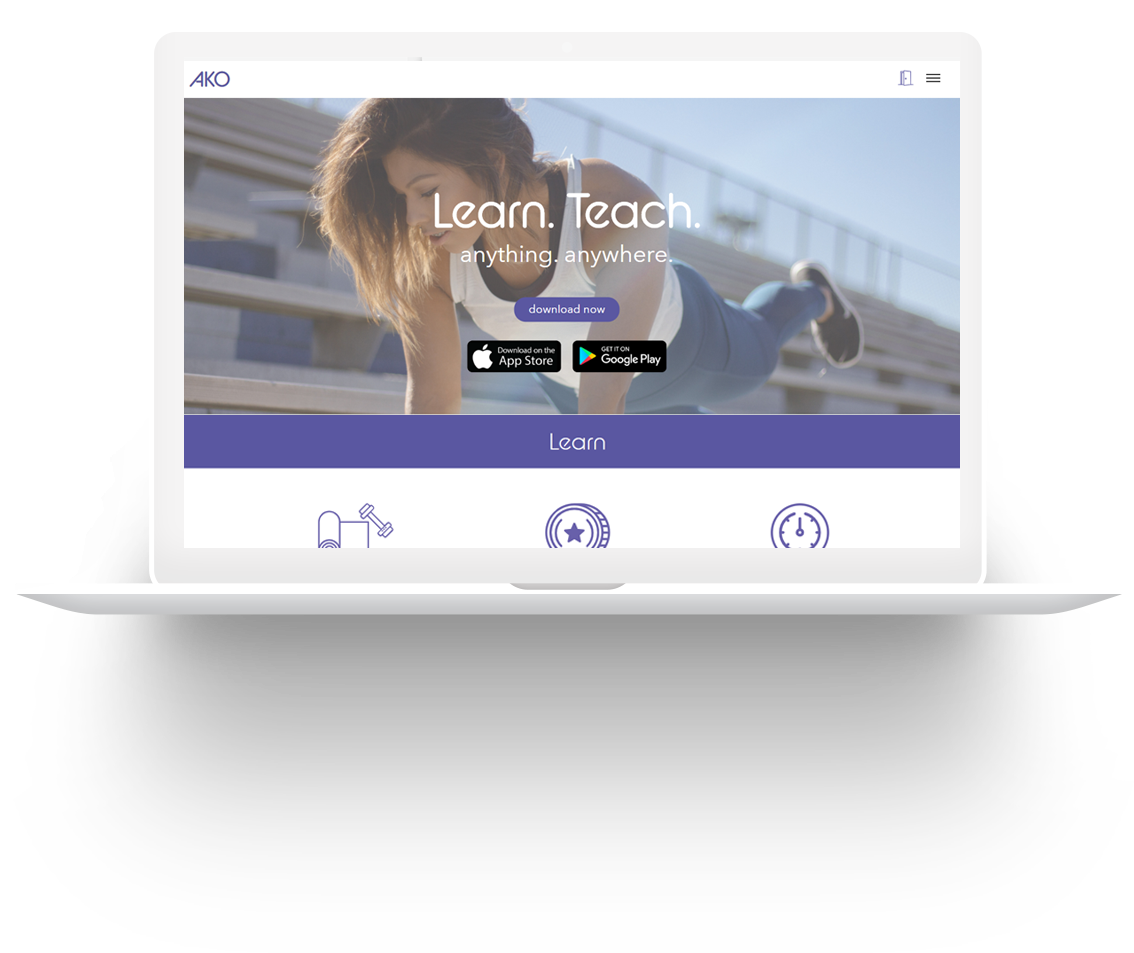 AKO
Learn. Teach.
anything. anywhere.
download now
Download on the
App Store
GET IT ON
Google Play
Learn